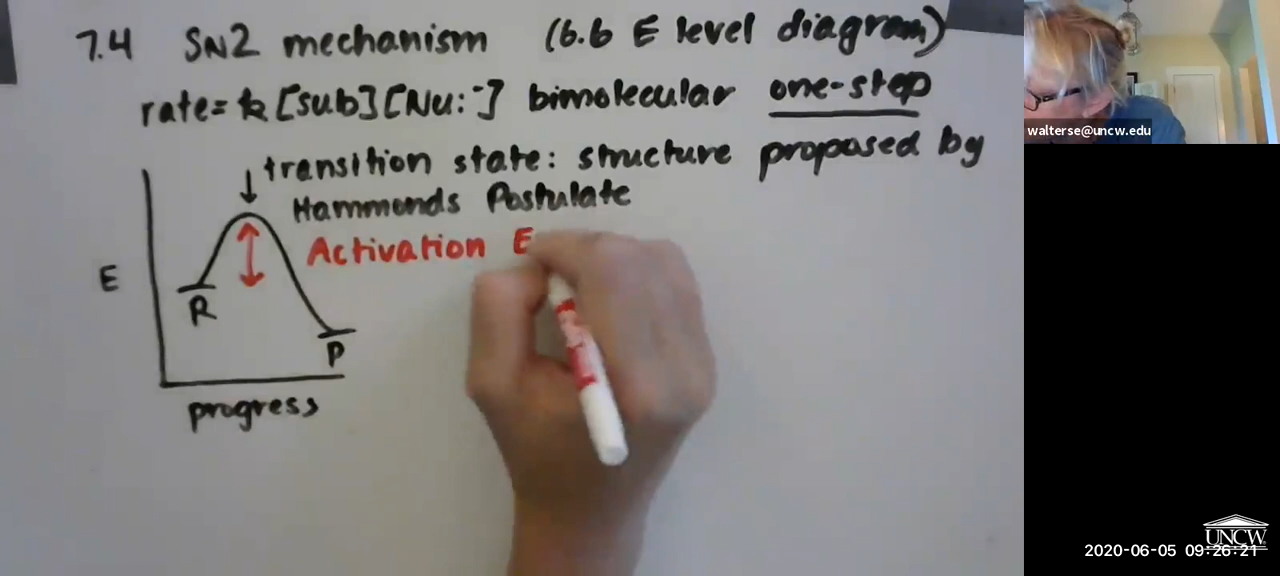 7.4 SN2 mechanism (6.6 E level diagram)
rate = k [sub][Nu:⁻] bimolecular one-step
↓ transition state: structure proposed by
Hammonds Postulate
Activation E
E
R
P
progress
walterse@uncw.edu
UNCW
2020-06-05 09:26:21